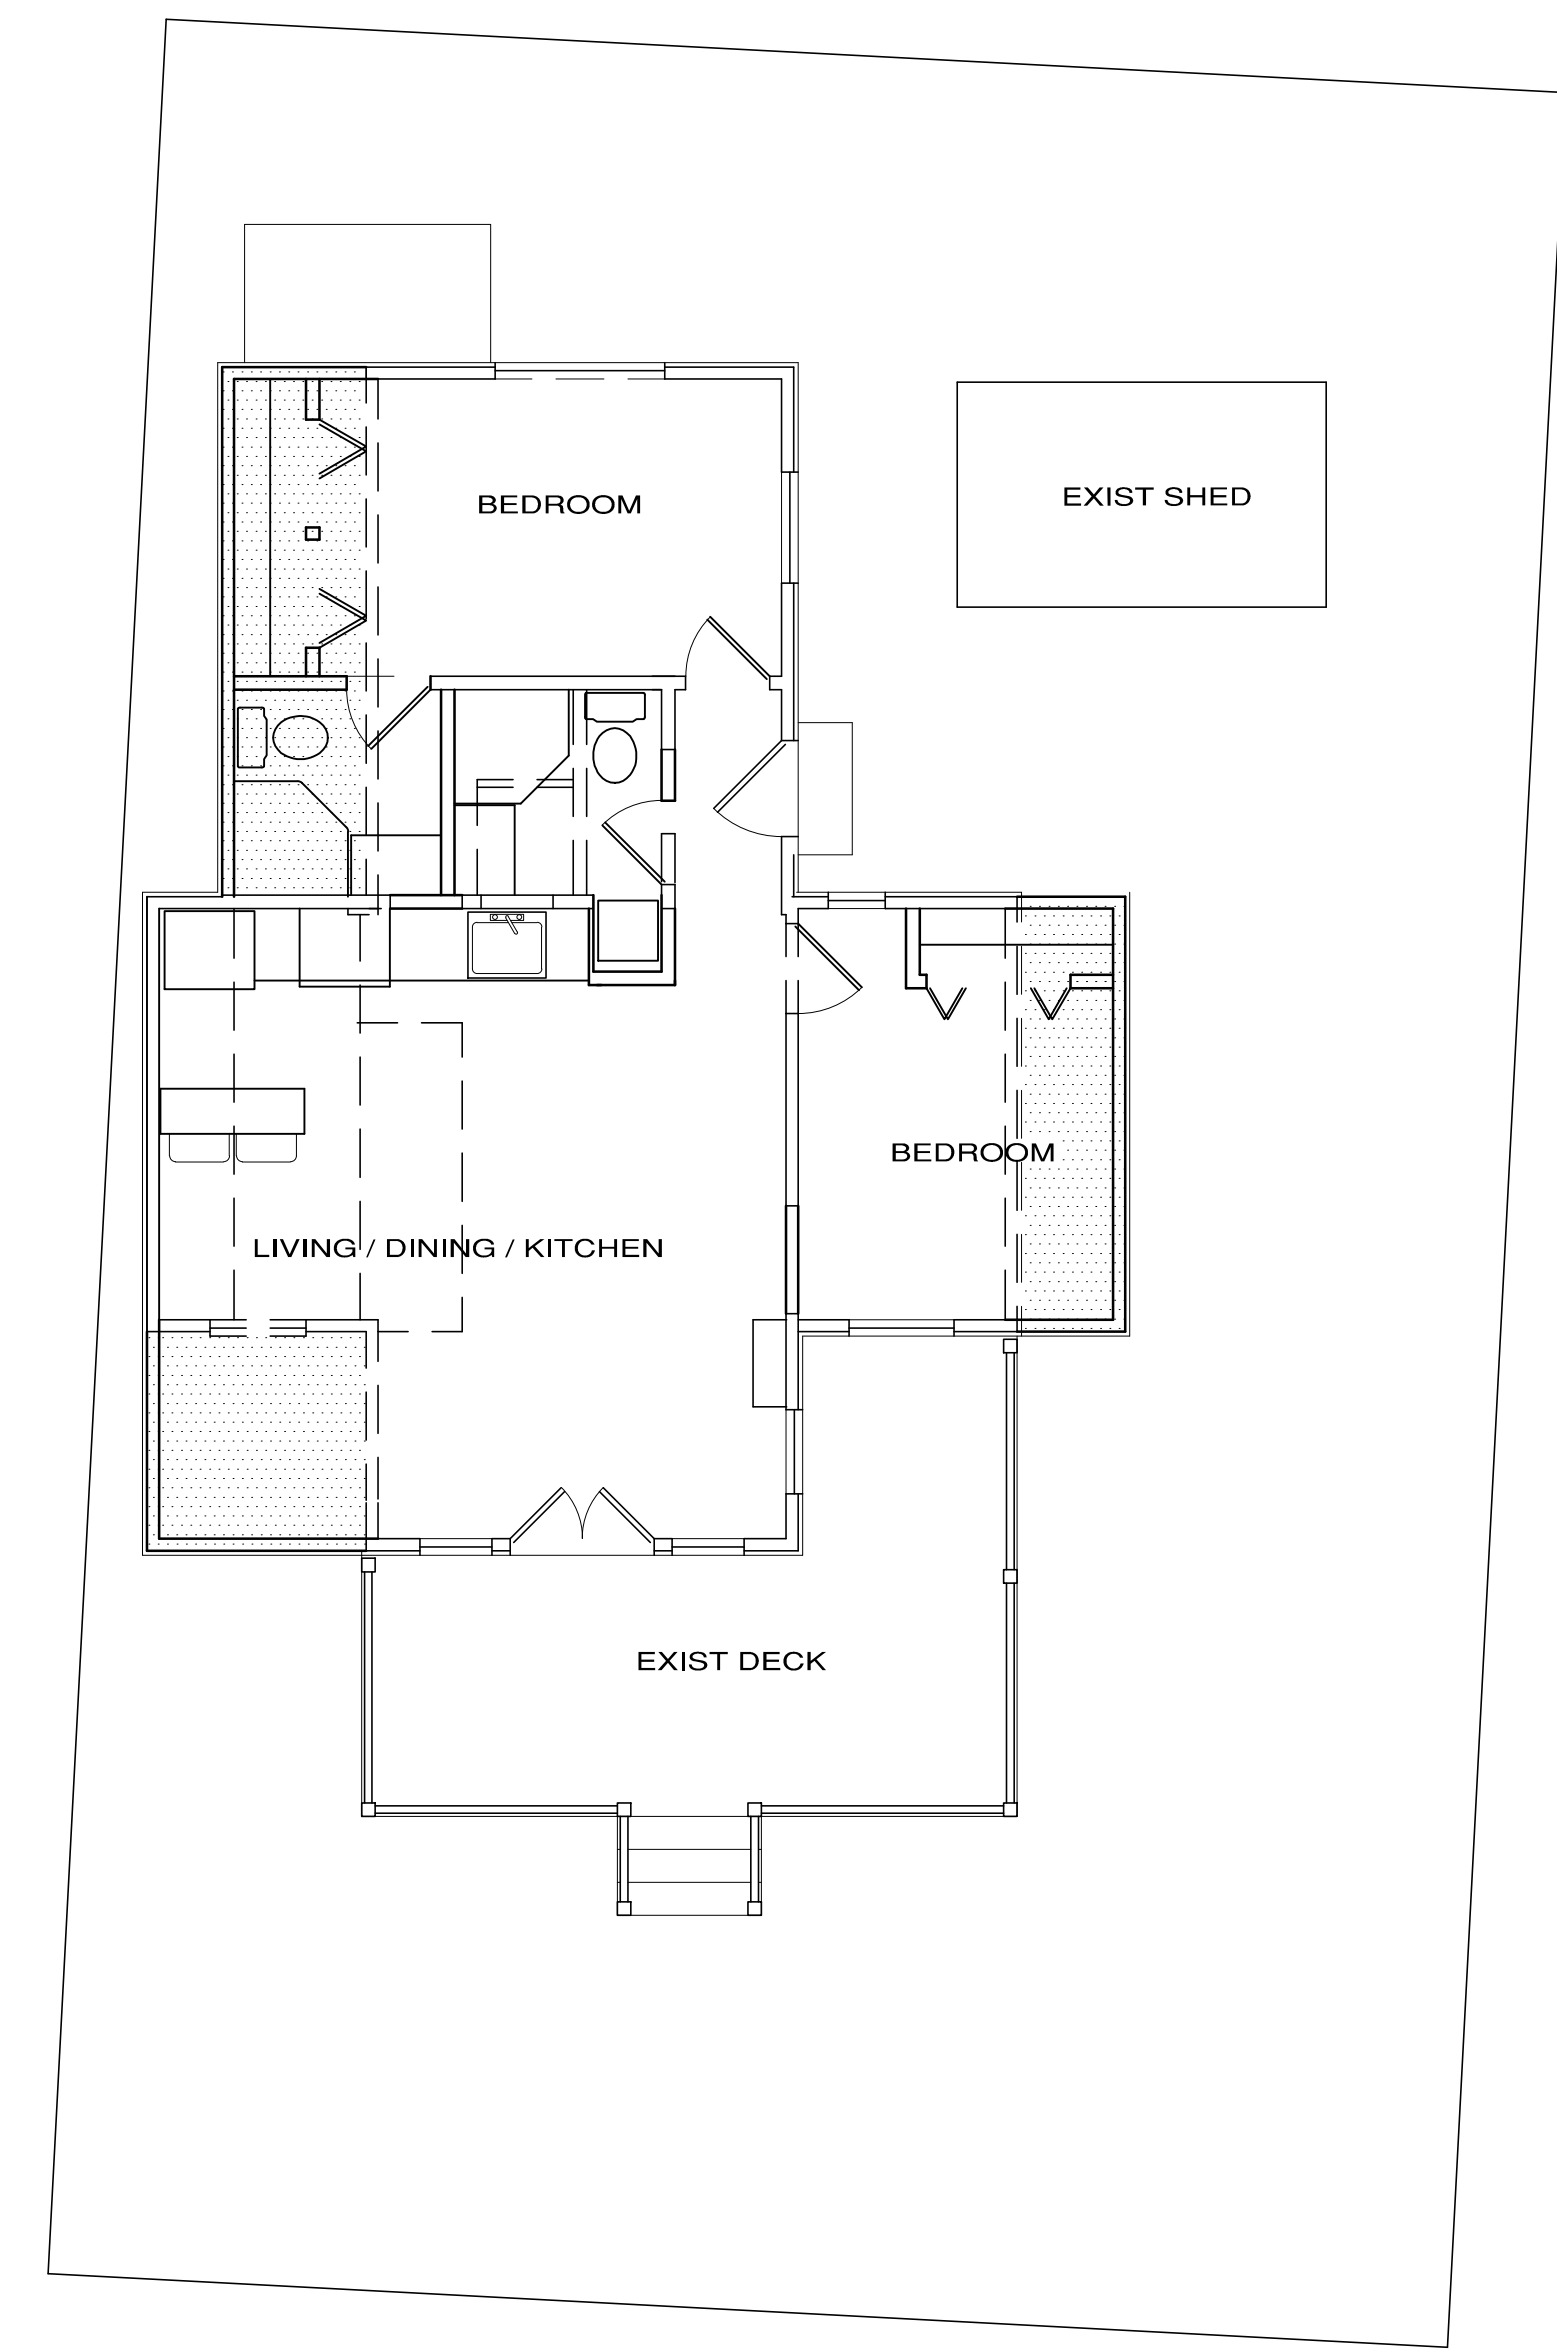 BEDROOM
EXIST SHED
BEDROOM
LIVING / DINING / KITCHEN
EXIST DECK